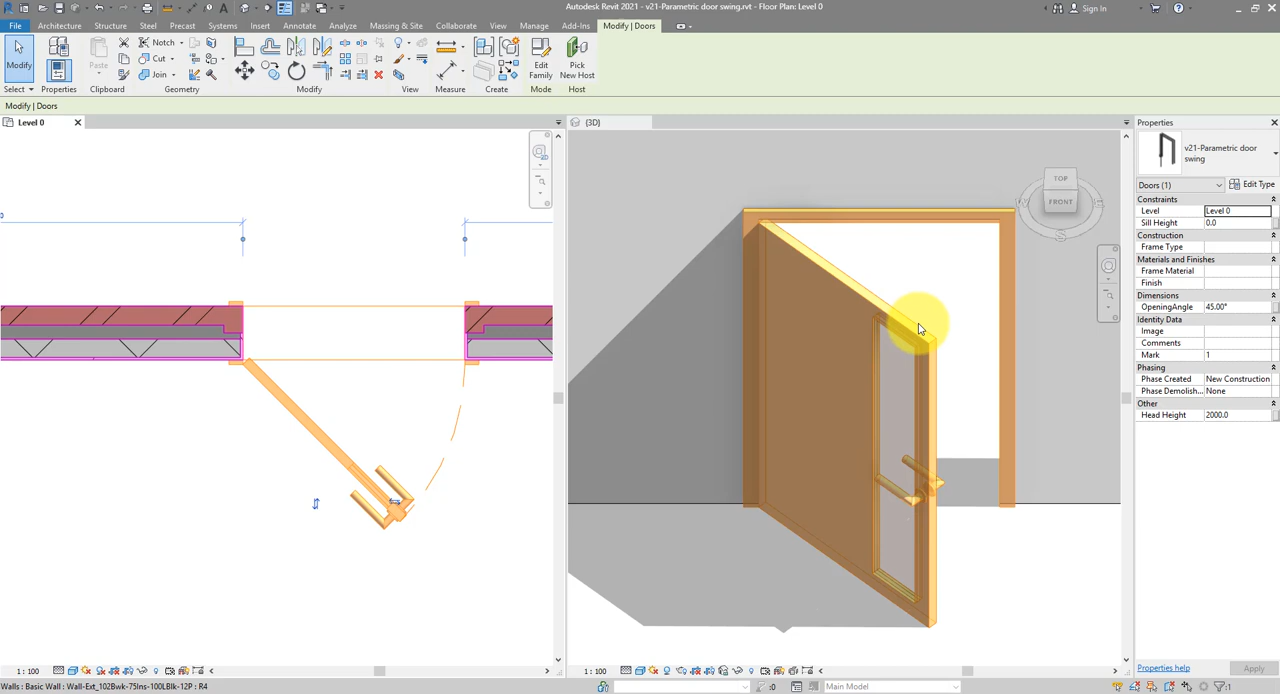 Autodesk Revit 2021 - v21-Parametric door swing.rvt - Floor Plan: Level 0
Sign In
File Architecture Structure Steel Precast Systems Insert Annotate Analyze Massing & Site Collaborate View Manage Add-Ins Modify | Doors
Modify
Select
Properties
Paste
Clipboard
Notch
Cut
Join
Geometry
Modify
View
Measure
Create
Edit
Family
Mode
Pick
New Host
Host
Modify | Doors
Level 0
{3D}
TOP
FRONT
W
E
S
Properties
v21-Parametric door
swing
Doors (1)
Edit Type
Constraints
Level Level 0
Sill Height 0.0
Construction
Frame Type
Materials and Finishes
Frame Material
Finish
Dimensions
OpeningAngle 45.00°
Identity Data
Image
Comments
Mark 1
Phasing
Phase Created New Construction
Phase Demolish... None
Other
Head Height 2000.0
Properties help
Apply
1 : 100
1 : 100
Walls : Basic Wall : Wall-Ext_102Bwk-75Ins-100LBlk-12P : R4
:0
Main Model
:1